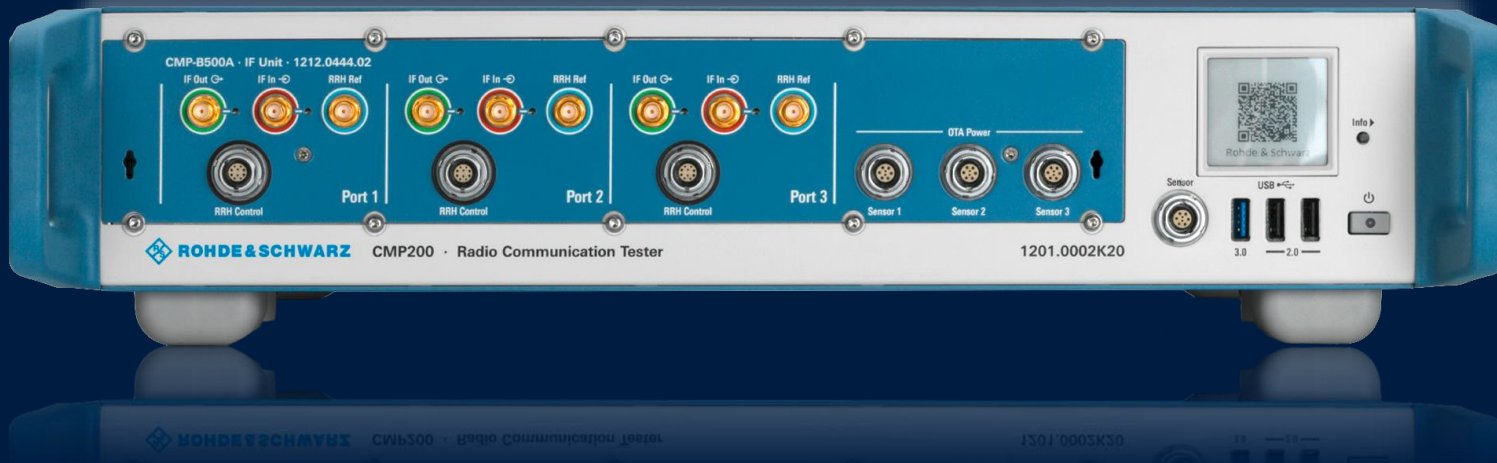 CMP-B500A · IF Unit · 1212.0444.02
IF Out IF In RRH Ref
IF Out IF In RRH Ref
IF Out IF In RRH Ref
RRH Control
Port 1
RRH Control
Port 2
RRH Control
Port 3
OTA Power
Sensor 1 Sensor 2 Sensor 3
Rohde & Schwarz
Info
Sensor
USB
3.0 2.0
R S
ROHDE&SCHWARZ CMP200 · Radio Communication Tester 1201.0002K20